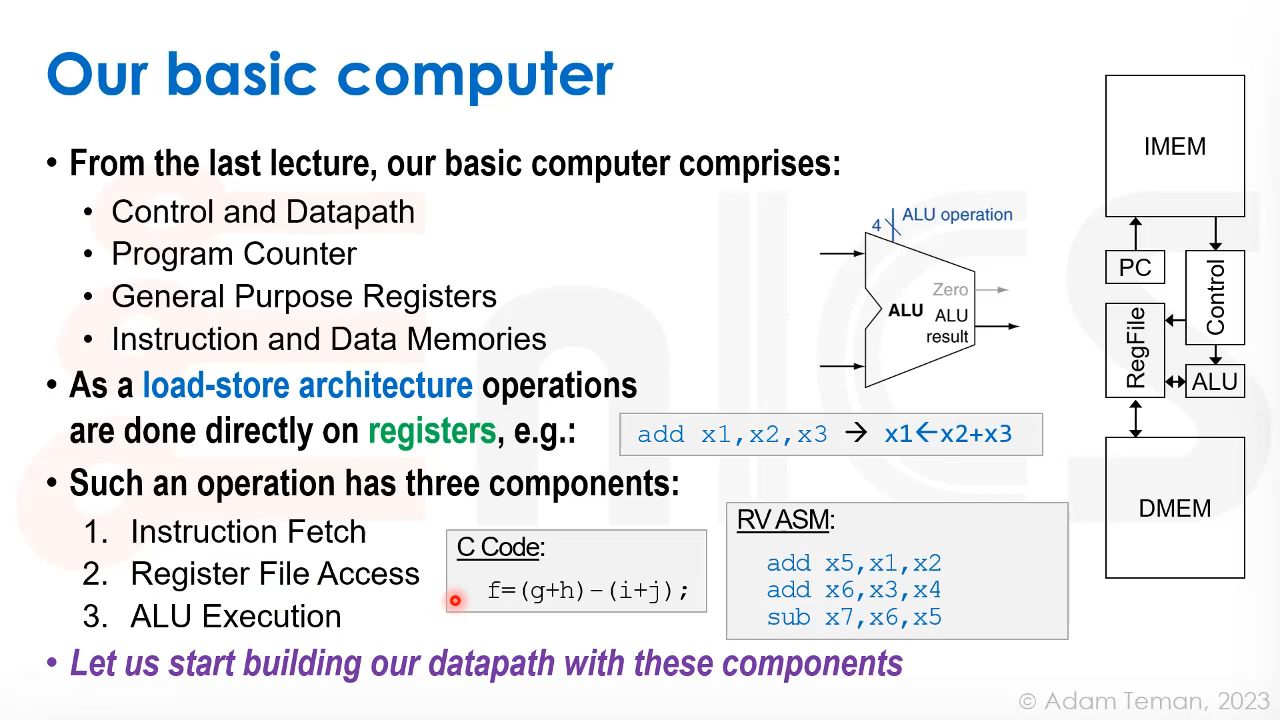 Our basic computer
• From the last lecture, our basic computer comprises:
• Control and Datapath
• Program Counter
• General Purpose Registers
• Instruction and Data Memories
• As a load-store architecture operations
are done directly on registers, e.g.:
add x1,x2,x3 → x1←x2+x3
• Such an operation has three components:
1. Instruction Fetch
2. Register File Access
3. ALU Execution
C Code:
f=(g+h)–(i+j);
RV ASM:
add x5,x1,x2
add x6,x3,x4
sub x7,x6,x5
• Let us start building our datapath with these components
4
ALU operation
Zero
ALU
ALU
result
IMEM
PC
Control
RegFile
ALU
DMEM
EnICS
© Adam Teman, 2023